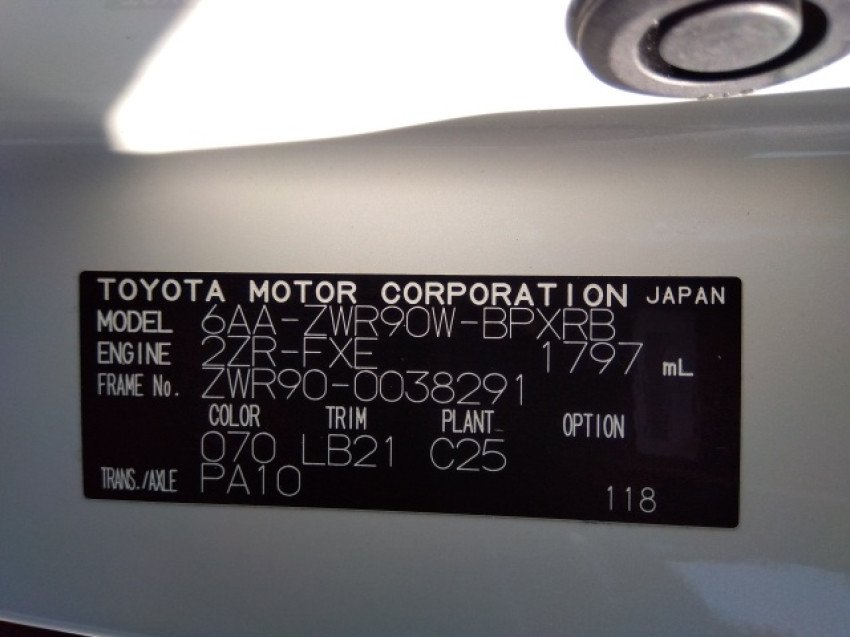 TOYOTA MOTOR CORPORATION JAPAN
MODEL 6AA-ZWR90W-BPXRB
ENGINE 2ZR-FXE 1797 mL
FRAME No. ZWR90-0038291
COLOR TRIM PLANT OPTION
070 LB21 C25
TRANS./AXLE PA10
118